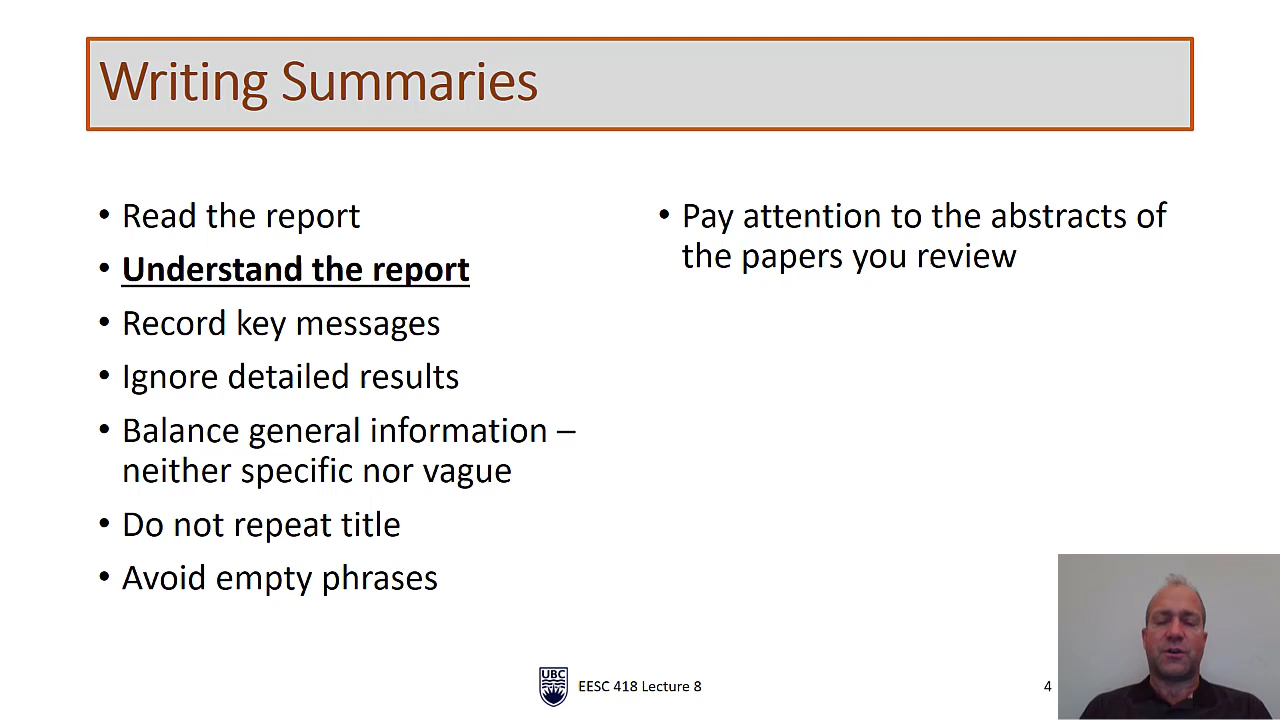 Writing Summaries
• Read the report
• Understand the report
• Record key messages
• Ignore detailed results
• Balance general information –
neither specific nor vague
• Do not repeat title
• Avoid empty phrases
• Pay attention to the abstracts of
the papers you review
UBC
EESC 418 Lecture 8
4